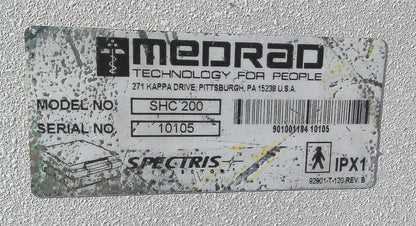 MEDRAD
TECHNOLOGY FOR PEOPLE
271 KAPPA DRIVE; PITTSBURGH, PA 15238 U.S.A.
MODEL NO: SHC 200
SERIAL NO: 10105
901001184 10105
SPECTRIS
INJECTOR
IPX1
92901-T-120 REV. B